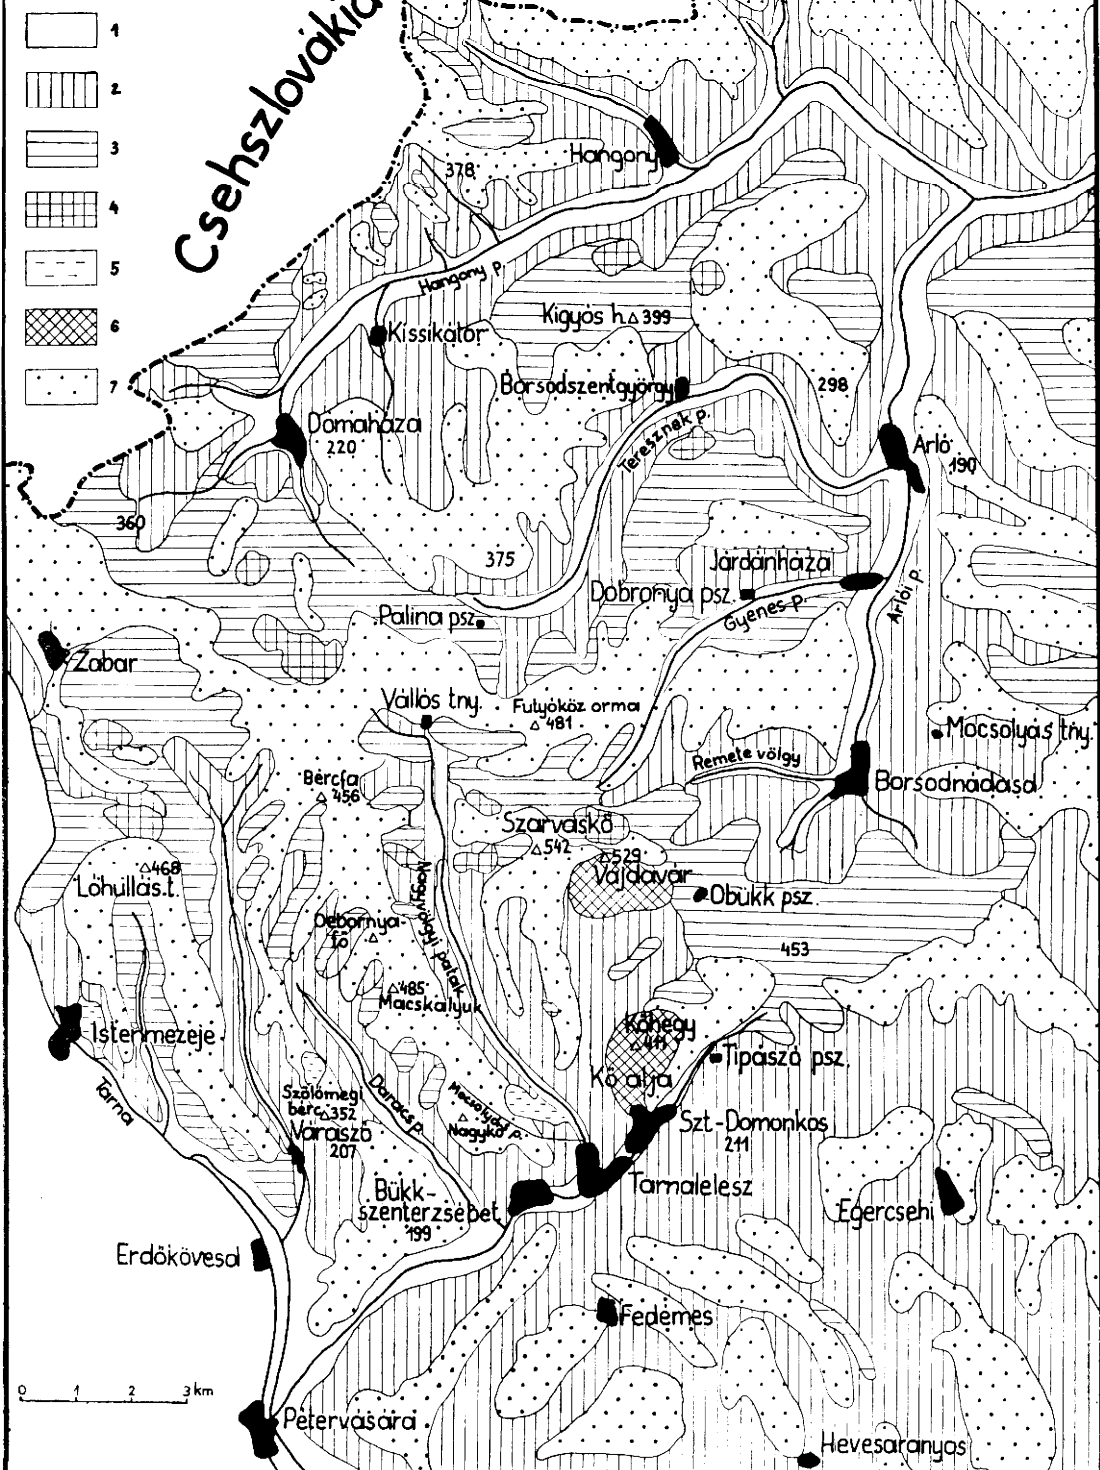 1
2
3
4
5
6
7
Csehszlovákia
Hangony
378
Hangony p.
Kigyós h.△399
Kissikátor
Borsodszentgyörgy
298
Domaháza
220
Teresznek p.
Arló
190
360
375
Járdánháza
Dobronya psz.
Gyenes p.
Arlói p.
Palina psz.
Zabar
Vállós tny.
Futyóköz orma
△481
Mocsolyás tny.
Remete völgy
Borsodnádasd
Bércfa
△456
Szarvaskő
△542
△529
Vajdavár
△468
Lőhullás.t.
Obükk psz.
Nagyvölgyi patak
Debornya-
fő
△
453
△485
Macskalyuk
Kőhegy
△411
Istenmezeje
Tipászó psz.
Kő alja
Tarna
Szőlőmegi
bérc△352
Daracs p.
Mocsolyás p.
△
Nagykő
Szt-Domonkos
211
Váraszó
207
Tarnalelesz
Bükk-
szenterzsébet
199
Egercsehi
Erdőkövesd
Fedémes
0 1 2 3 km
Pétervására
Hevesaranyos